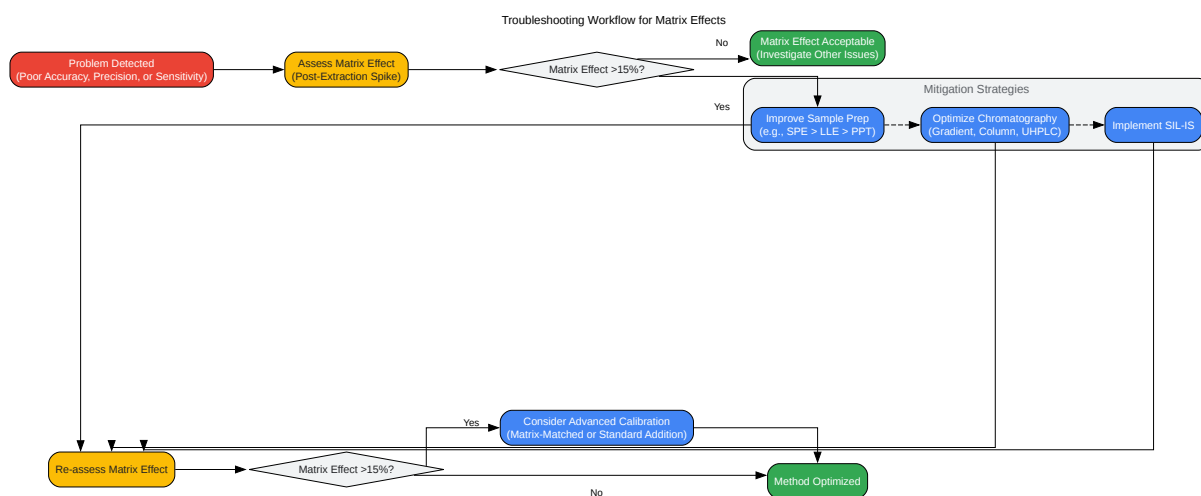 Troubleshooting Workflow for Matrix Effects
Problem Detected
(Poor Accuracy, Precision, or Sensitivity)
Assess Matrix Effect
(Post-Extraction Spike)
Matrix Effect >15%?
No
Matrix Effect Acceptable
(Investigate Other Issues)
Yes
Mitigation Strategies
Improve Sample Prep
(e.g., SPE > LLE > PPT)
Optimize Chromatography
(Gradient, Column, UHPLC)
Implement SIL-IS
Re-assess Matrix Effect
Matrix Effect >15%?
Yes
Consider Advanced Calibration
(Matrix-Matched or Standard Addition)
No
Method Optimized